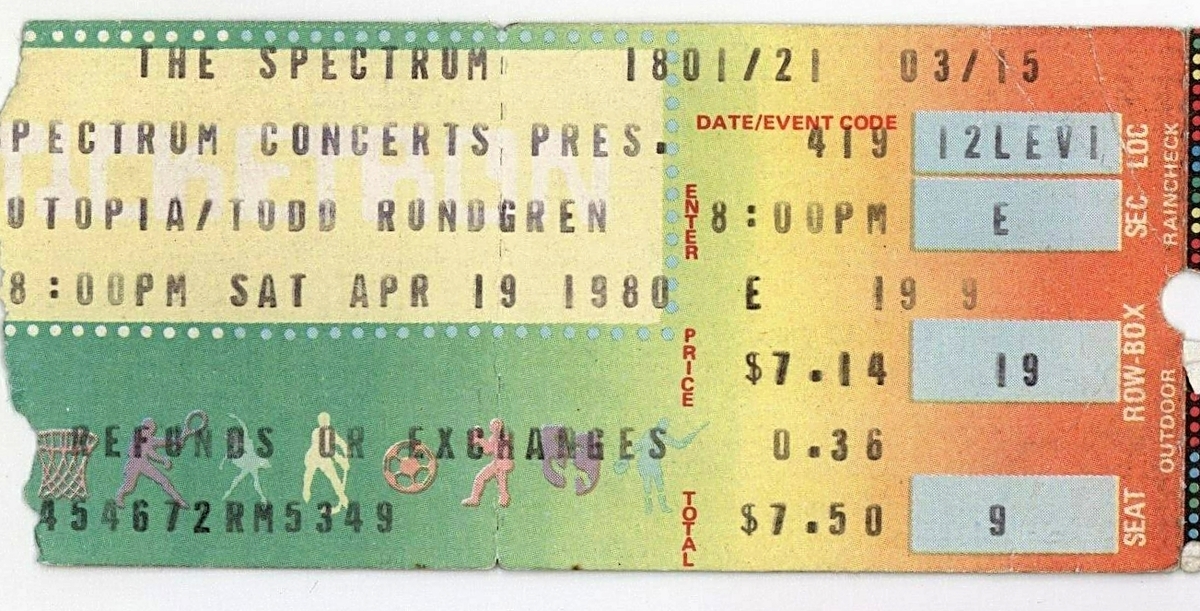 THE SPECTRUM 1801/21 03/15
PECTRUM CONCERTS PRES.
DATE/EVENT CODE
419
12LEVI
LOC
UTOPIA/TODD RUNDGREN
ENTER
8:00PM
E
SEC
RAINCHECK
8:00PM SAT APR 19 1980
E 19 9
PRICE
$7.14
19
ROW-BOX
REFUNDS OR EXCHANGES
0.36
OUTDOOR
454672RM5349
TOTAL
$7.50
9
SEAT
TICKETRON